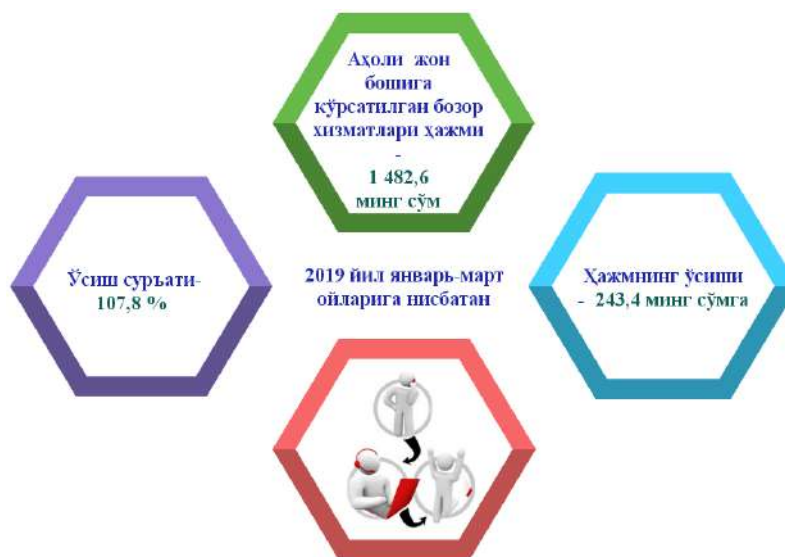 Аҳоли жон
бошига
кўрсатилган бозор
хизматлари ҳажми
-
1 482,6
минг сўм
Ўсиш суръати-
107,8 %
2019 йил январь-март
ойларига нисбатан
Ҳажмнинг ўсиши
- 243,4 минг сўмга